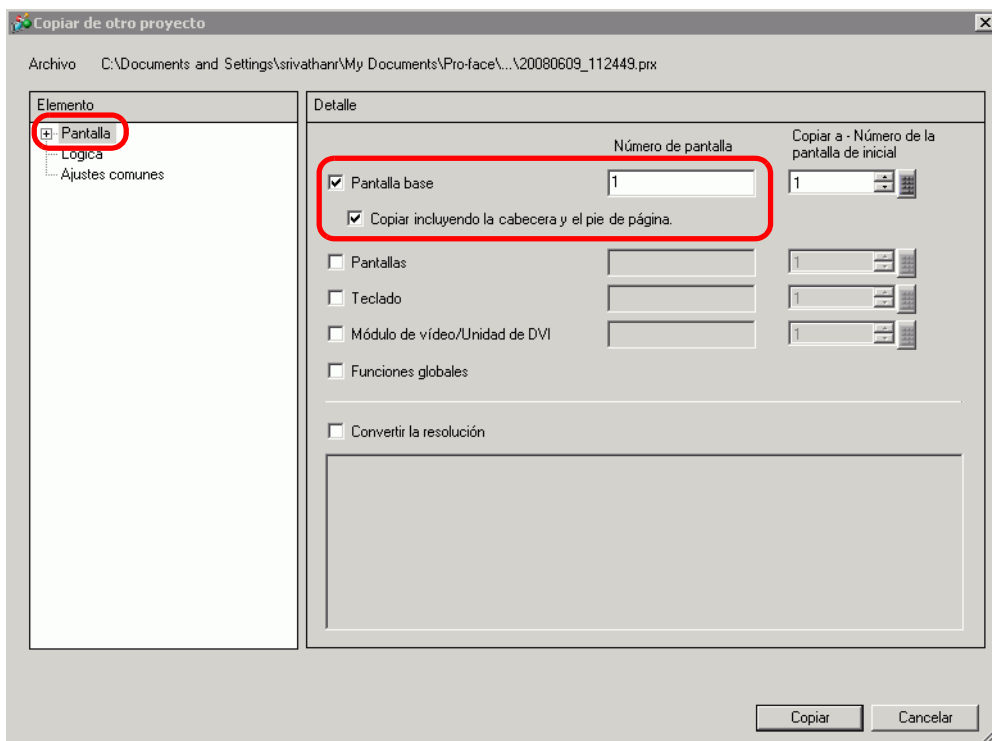 Copiar de otro proyecto
Archivo C:\Documents and Settings\srivathanr\My Documents\Pro-face\...\20080609_112449.prx
Elemento
Pantalla
Lógica
Ajustes comunes
Detalle
Número de pantalla
Copiar a - Número de la
pantalla de inicial
Pantalla base 1 1
Copiar incluyendo la cabecera y el pie de página.
Pantallas 1
Teclado 1
Módulo de vídeo/Unidad de DVI 1
Funciones globales
Convertir la resolución
Copiar Cancelar